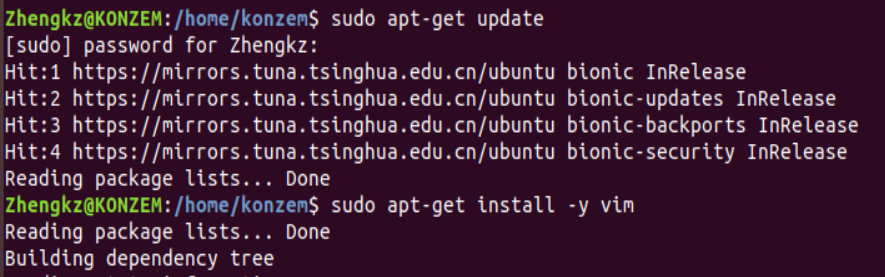 Zhengkz@KONZEM:/home/konzem$ sudo apt-get update
[sudo] password for Zhengkz:
Hit:1 https://mirrors.tuna.tsinghua.edu.cn/ubuntu bionic InRelease
Hit:2 https://mirrors.tuna.tsinghua.edu.cn/ubuntu bionic-updates InRelease
Hit:3 https://mirrors.tuna.tsinghua.edu.cn/ubuntu bionic-backports InRelease
Hit:4 https://mirrors.tuna.tsinghua.edu.cn/ubuntu bionic-security InRelease
Reading package lists... Done
Zhengkz@KONZEM:/home/konzem$ sudo apt-get install -y vim
Reading package lists... Done
Building dependency tree